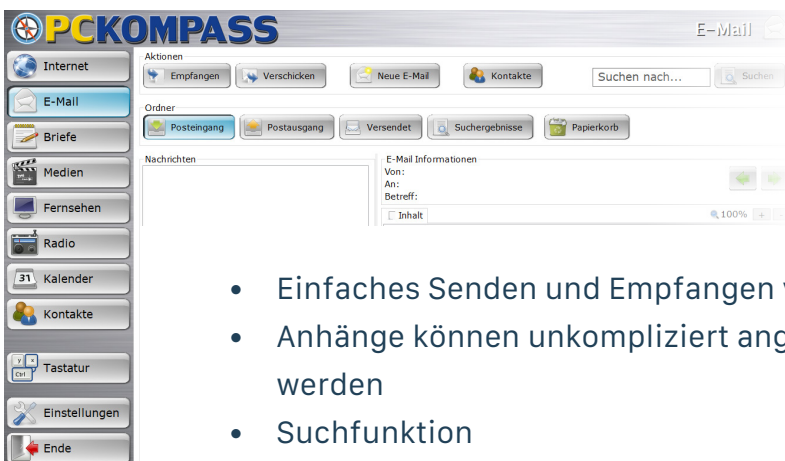 PCKOMPASS
E-Mail
Internet
E-Mail
Briefe
Medien
Fernsehen
Radio
31 Kalender
Kontakte
y x Ctrl Tastatur
Einstellungen
Ende
Aktionen
Empfangen Verschicken Neue E-Mail Kontakte Suchen nach... Suchen
Ordner
Posteingang Postausgang Versendet Suchergebnisse Papierkorb
Nachrichten
E-Mail Informationen
Von:
An:
Betreff:
Inhalt 100% +
• Einfaches Senden und Empfangen
• Anhänge können unkompliziert ang
werden
• Suchfunktion